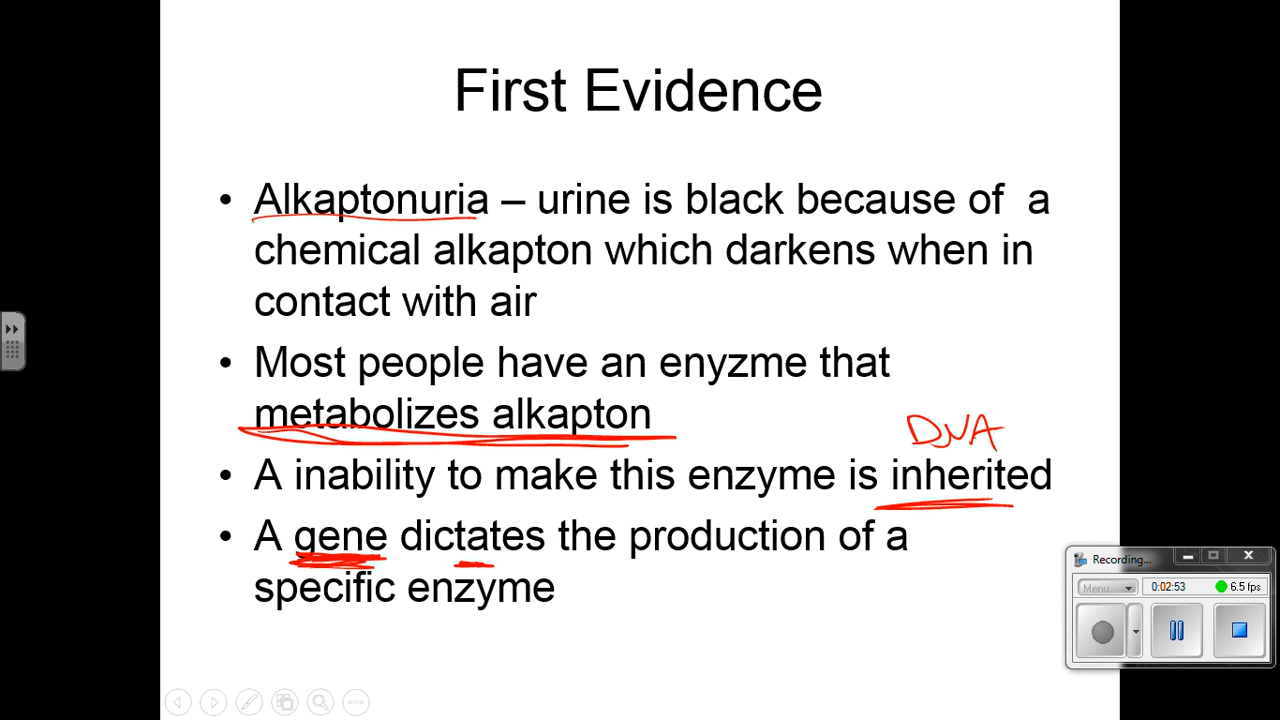 First Evidence
• Alkaptonuria – urine is black because of a
chemical alkapton which darkens when in
contact with air
• Most people have an enyzme that
metabolizes alkapton
DNA
• A inability to make this enzyme is inherited
• A gene dictates the production of a
specific enzyme
Recording...
Menu 0:02:53 6.5 fps